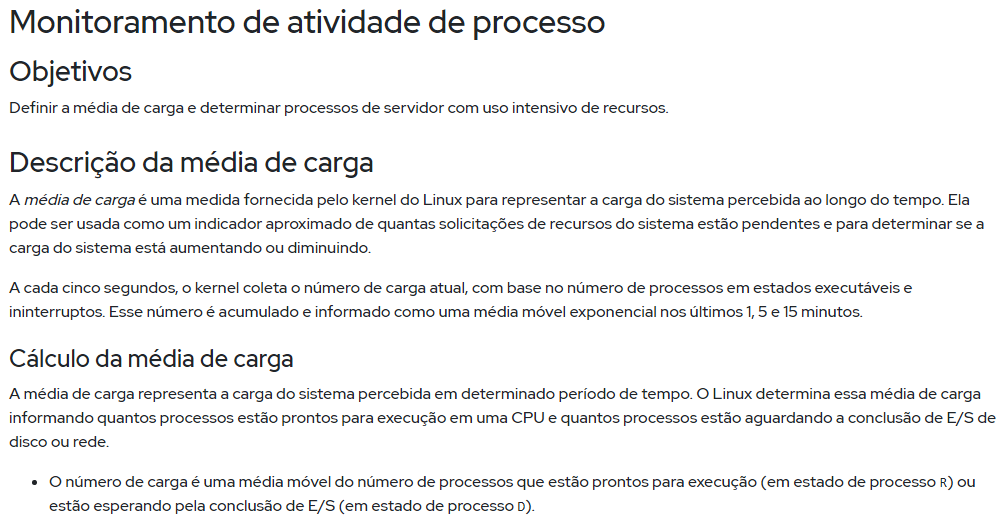 Monitoramento de atividade de processo
Objetivos
Definir a média de carga e determinar processos de servidor com uso intensivo de recursos.
Descrição da média de carga
A média de carga é uma medida fornecida pelo kernel do Linux para representar a carga do sistema percebida ao longo do tempo. Ela
pode ser usada como um indicador aproximado de quantas solicitações de recursos do sistema estão pendentes e para determinar se a
carga do sistema está aumentando ou diminuindo.
A cada cinco segundos, o kernel coleta o número de carga atual, com base no número de processos em estados executáveis e
ininterruptos. Esse número é acumulado e informado como uma média móvel exponencial nos últimos 1, 5 e 15 minutos.
Cálculo da média de carga
A média de carga representa a carga do sistema percebida em determinado período de tempo. O Linux determina essa média de carga
informando quantos processos estão prontos para execução em uma CPU e quantos processos estão aguardando a conclusão de E/S de
disco ou rede.
• O número de carga é uma média móvel do número de processos que estão prontos para execução (em estado de processo R) ou
estão esperando pela conclusão de E/S (em estado de processo D).